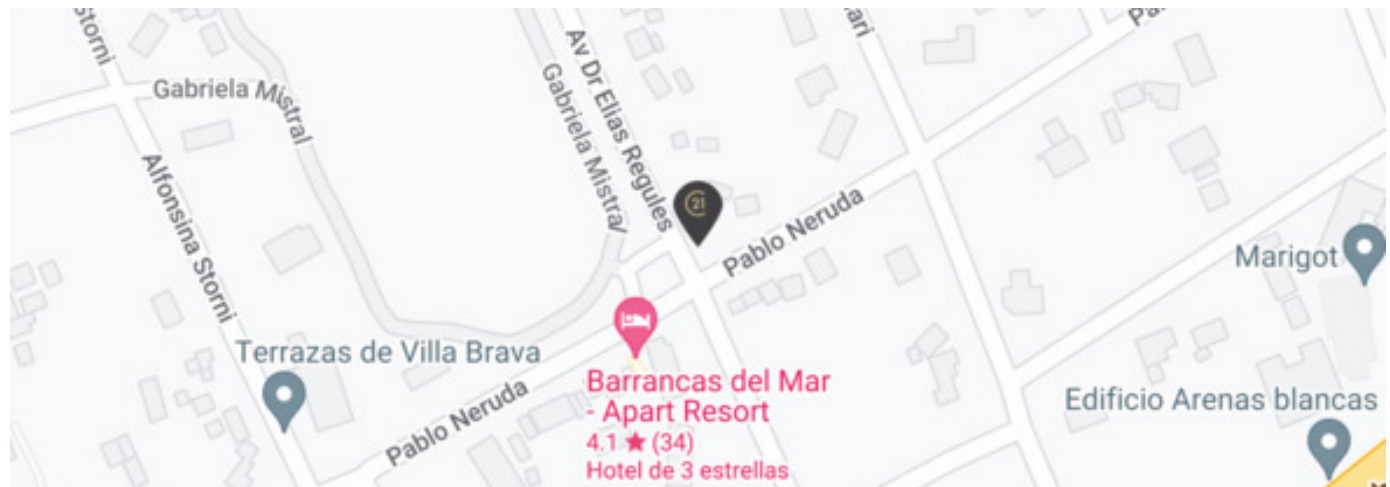 Storni
Gabriela Mistral
Alfonsina Storni
Av Dr Elias Regules
Gabriela Mistral
21
Pablo Neruda
Marigot
Terrazas de Villa Brava
Pablo Neruda
Barrancas del Mar
- Apart Resort
4.1 ★ (34)
Hotel de 3 estrellas
Edificio Arenas blancas